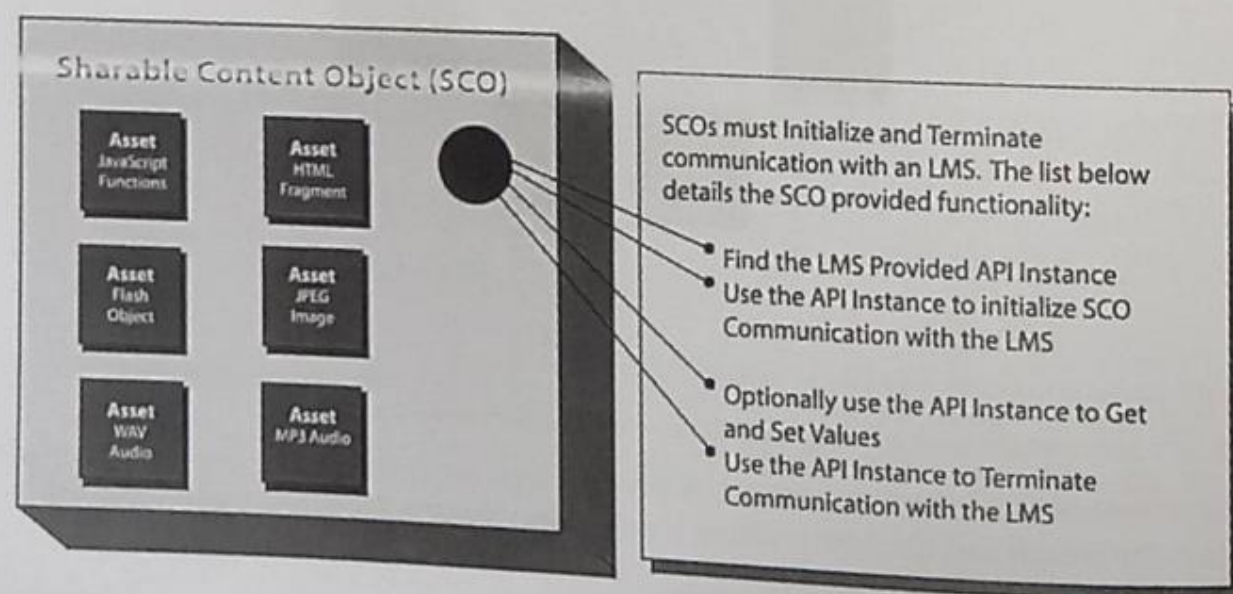 Sharable Content Object (SCO)
Asset
JavaScript
Functions
Asset
HTML
Fragment
Asset
Flash
Object
Asset
JPEG
Image
Asset
WAV
Audio
Asset
MP3 Audio
SCOs must Initialize and Terminate
communication with an LMS. The list below
details the SCO provided functionality:
Find the LMS Provided API Instance
Use the API Instance to initialize SCO
Communication with the LMS
Optionally use the API Instance to Get
and Set Values
Use the API Instance to Terminate
Communication with the LMS